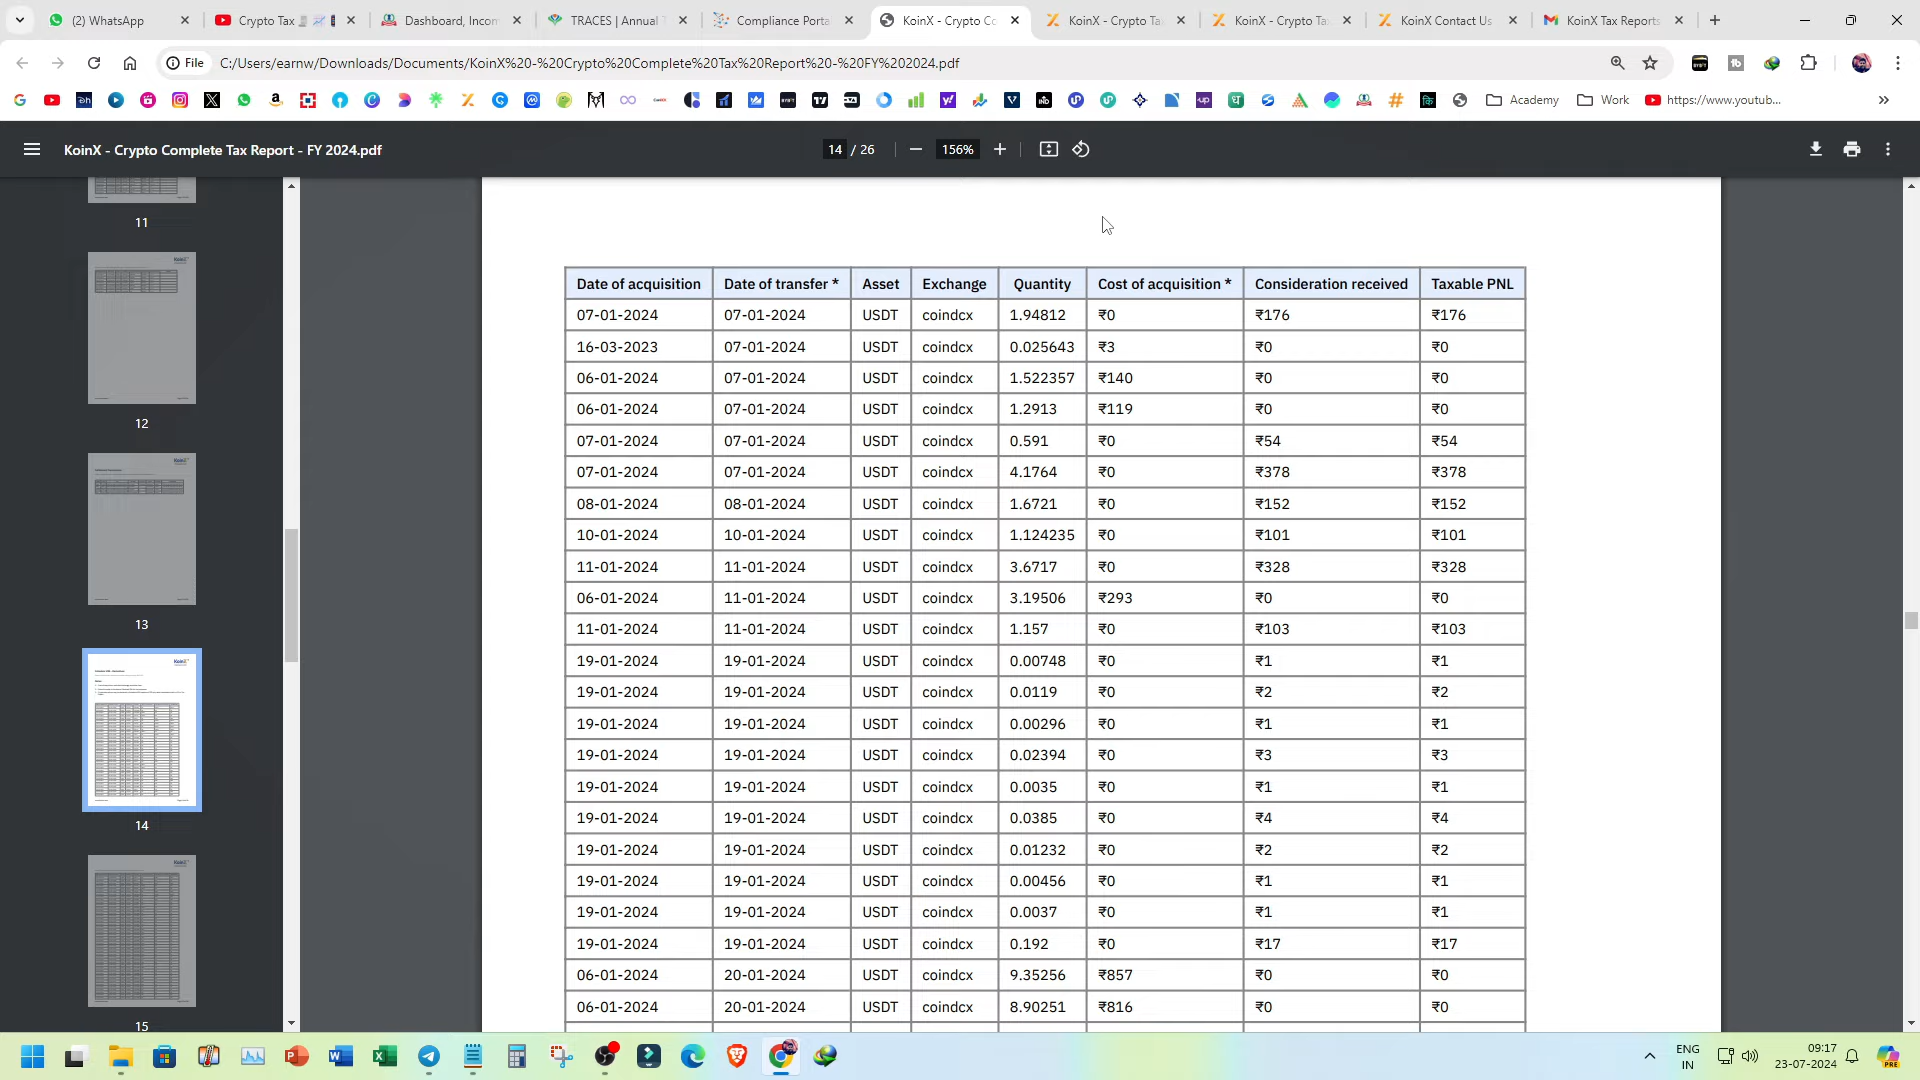 (2) WhatsApp
Crypto Tax
Dashboard, Incom
TRACES | Annual T
Compliance Porta
KoinX - Crypto Co
KoinX - Crypto Ta
KoinX - Crypto Ta
KoinX Contact Us
KoinX Tax Reports
File C:/Users/earnw/Downloads/Documents/KoinX%20-%20Crypto%20Complete%20Tax%20Report%20-%20FY%202024.pdf
Academy
Work
https://www.youtub...
KoinX - Crypto Complete Tax Report - FY 2024.pdf
14 / 26
156%
11
12
13
14
15
Date of acquisition Date of transfer * Asset Exchange Quantity Cost of acquisition * Consideration received Taxable PNL
07-01-2024 07-01-2024 USDT coindcx 1.94812 ₹0 ₹176 ₹176
16-03-2023 07-01-2024 USDT coindcx 0.025643 ₹3 ₹0 ₹0
06-01-2024 07-01-2024 USDT coindcx 1.522357 ₹140 ₹0 ₹0
06-01-2024 07-01-2024 USDT coindcx 1.2913 ₹119 ₹0 ₹0
07-01-2024 07-01-2024 USDT coindcx 0.591 ₹0 ₹54 ₹54
07-01-2024 07-01-2024 USDT coindcx 4.1764 ₹0 ₹378 ₹378
08-01-2024 08-01-2024 USDT coindcx 1.6721 ₹0 ₹152 ₹152
10-01-2024 10-01-2024 USDT coindcx 1.124235 ₹0 ₹101 ₹101
11-01-2024 11-01-2024 USDT coindcx 3.6717 ₹0 ₹328 ₹328
06-01-2024 11-01-2024 USDT coindcx 3.19506 ₹293 ₹0 ₹0
11-01-2024 11-01-2024 USDT coindcx 1.157 ₹0 ₹103 ₹103
19-01-2024 19-01-2024 USDT coindcx 0.00748 ₹0 ₹1 ₹1
19-01-2024 19-01-2024 USDT coindcx 0.0119 ₹0 ₹2 ₹2
19-01-2024 19-01-2024 USDT coindcx 0.00296 ₹0 ₹1 ₹1
19-01-2024 19-01-2024 USDT coindcx 0.02394 ₹0 ₹3 ₹3
19-01-2024 19-01-2024 USDT coindcx 0.0035 ₹0 ₹1 ₹1
19-01-2024 19-01-2024 USDT coindcx 0.0385 ₹0 ₹4 ₹4
19-01-2024 19-01-2024 USDT coindcx 0.01232 ₹0 ₹2 ₹2
19-01-2024 19-01-2024 USDT coindcx 0.00456 ₹0 ₹1 ₹1
19-01-2024 19-01-2024 USDT coindcx 0.0037 ₹0 ₹1 ₹1
19-01-2024 19-01-2024 USDT coindcx 0.192 ₹0 ₹17 ₹17
06-01-2024 20-01-2024 USDT coindcx 9.35256 ₹857 ₹0 ₹0
06-01-2024 20-01-2024 USDT coindcx 8.90251 ₹816 ₹0 ₹0
ENG
IN
09:17
23-07-2024